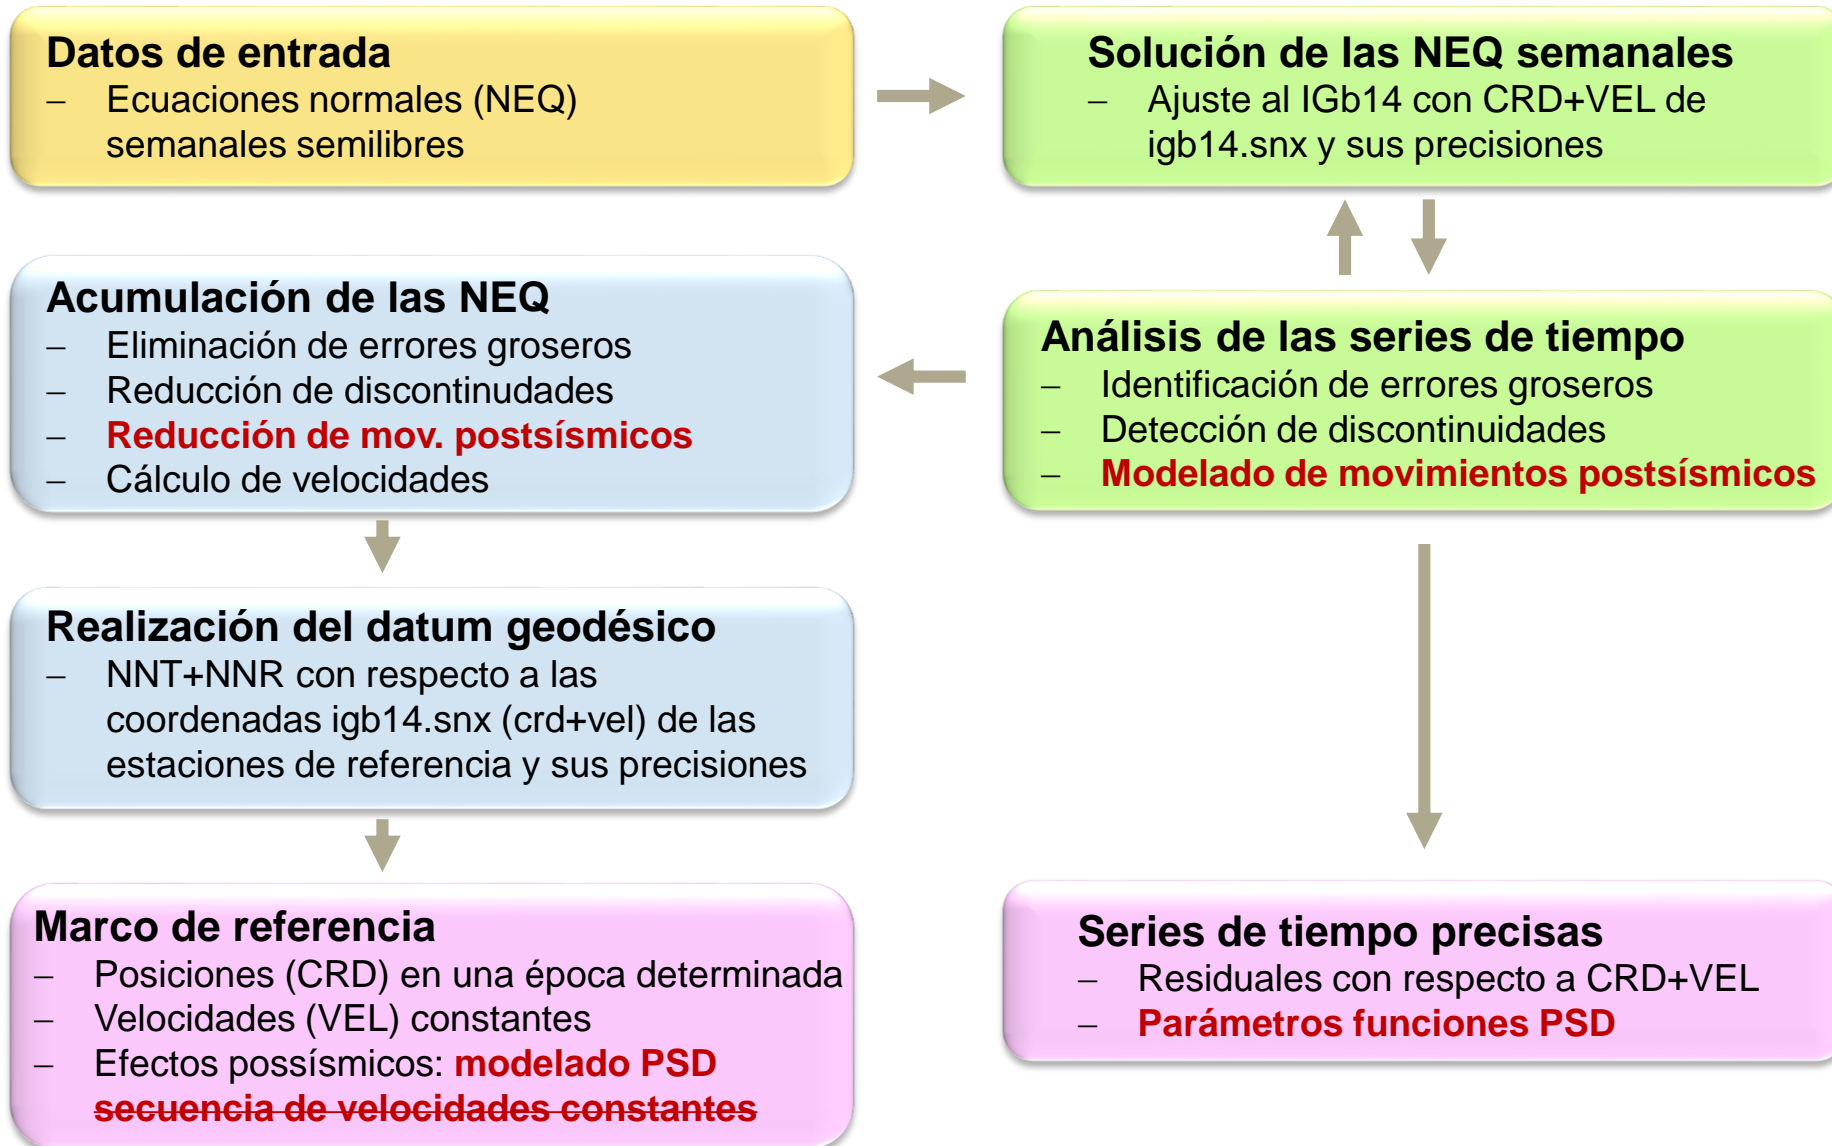 Datos de entrada
– Ecuaciones normales (NEQ)
semanales semilibres
Solución de las NEQ semanales
– Ajuste al IGb14 con CRD+VEL de
igb14.snx y sus precisiones
Análisis de las series de tiempo
– Identificación de errores groseros
– Detección de discontinuidades
– Modelado de movimientos postsísmicos
Acumulación de las NEQ
– Eliminación de errores groseros
– Reducción de discontinudades
– Reducción de mov. postsísmicos
– Cálculo de velocidades
Realización del datum geodésico
– NNT+NNR con respecto a las
coordenadas igb14.snx (crd+vel) de las
estaciones de referencia y sus precisiones
Marco de referencia
– Posiciones (CRD) en una época determinada
– Velocidades (VEL) constantes
– Efectos possísmicos: modelado PSD
secuencia de velocidades constantes
Series de tiempo precisas
– Residuales con respecto a CRD+VEL
– Parámetros funciones PSD